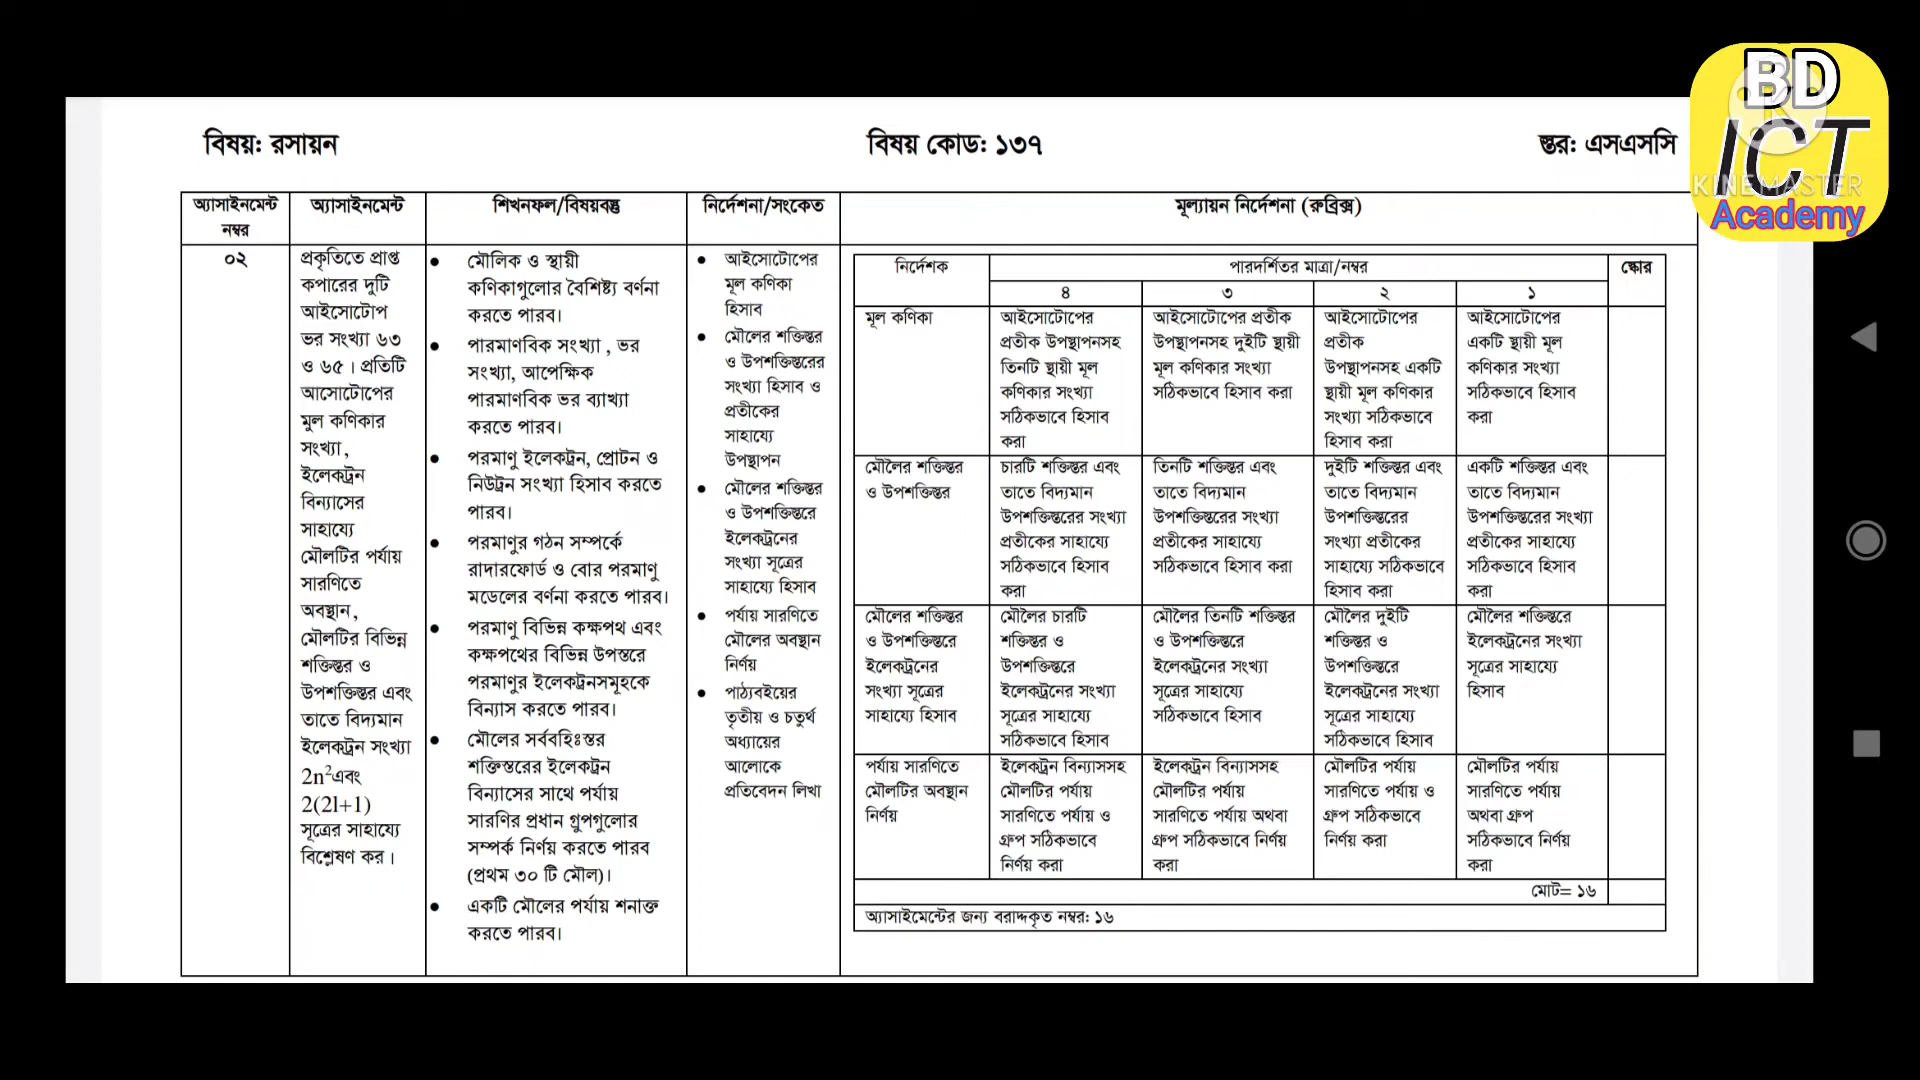 বিষয়: রসায়ন
বিষয় কোড: ১৩৭
স্তর: এসএসসি
BD
ICT
Academy
KINEMASTER
অ্যাসাইনমেন্ট
নম্বর
অ্যাসাইনমেন্ট
শিখনফল/বিষয়বস্তু
নির্দেশনা/সংকেত
মূল্যায়ন নির্দেশনা (রুব্রিক্স)
০২
প্রকৃতিতে প্রাপ্ত
কপারের দুটি
আইসোটোপ
ভর সংখ্যা ৬৩
ও ৬৫। প্রতিটি
আসোটোপের
মুল কণিকার
সংখ্যা,
ইলেকট্রন
বিন্যাসের
সাহায্যে
মৌলটির পর্যায়
সারণিতে
অবস্থান,
মৌলটির বিভিন্ন
শক্তিস্তর ও
উপশক্তিস্তর এবং
তাতে বিদ্যমান
ইলেকট্রন সংখ্যা
2n²এবং
2(2l+1)
সূত্রের সাহায্যে
বিশ্লেষণ কর।
● মৌলিক ও স্থায়ী
কণিকাগুলোর বৈশিষ্ট্য বর্ণনা
করতে পারব।
● পারমাণবিক সংখ্যা, ভর
সংখ্যা, আপেক্ষিক
পারমাণবিক ভর ব্যাখ্যা
করতে পারব।
● পরমাণু ইলেকট্রন, প্রোটন ও
নিউট্রন সংখ্যা হিসাব করতে
পারব।
● পরমাণুর গঠন সম্পর্কে
রাদারফোর্ড ও বোর পরমাণু
মডেলের বর্ণনা করতে পারব।
● পরমাণু বিভিন্ন কক্ষপথ এবং
কক্ষপথের বিভিন্ন উপস্তরে
পরমাণুর ইলেকট্রনসমূহকে
বিন্যাস করতে পারব।
● মৌলের সর্ববহিঃস্তর
শক্তিস্তরের ইলেকট্রন
বিন্যাসের সাথে পর্যায়
সারণির প্রধান গ্রুপগুলোর
সম্পর্ক নির্ণয় করতে পারব
(প্রথম ৩০ টি মৌল)।
● একটি মৌলের পর্যায় শনাক্ত
করতে পারব।
● আইসোটোপের
মূল কণিকা
হিসাব
● মৌলের শক্তিস্তর
ও উপশক্তিস্তরের
সংখ্যা হিসাব ও
প্রতীকের
সাহায্যে
উপস্থাপন
● মৌলের শক্তিস্তর
ও উপশক্তিস্তরে
ইলেকট্রনের
সংখ্যা সূত্রের
সাহায্যে হিসাব
● পর্যায় সারণিতে
মৌলের অবস্থান
নির্ণয়
● পাঠ্যবইয়ের
তৃতীয় ও চতুর্থ
অধ্যায়ের
আলোকে
প্রতিবেদন লিখা
নির্দেশক
পারদর্শিতর মাত্রা/নম্বর
স্কোর
৪
৩
২
১
মূল কণিকা
আইসোটোপের
প্রতীক উপস্থাপনসহ
তিনটি স্থায়ী মূল
কণিকার সংখ্যা
সঠিকভাবে হিসাব
করা
আইসোটোপের প্রতীক
উপস্থাপনসহ দুইটি স্থায়ী
মূল কণিকার সংখ্যা
সঠিকভাবে হিসাব করা
আইসোটোপের
প্রতীক
উপস্থাপনসহ একটি
স্থায়ী মূল কণিকার
সংখ্যা সঠিকভাবে
হিসাব করা
আইসোটোপের
একটি স্থায়ী মূল
কণিকার সংখ্যা
সঠিকভাবে হিসাব
করা
মৌলৈর শক্তিস্তর
ও উপশক্তিস্তর
চারটি শক্তিস্তর এবং
তাতে বিদ্যমান
উপশক্তিস্তরের সংখ্যা
প্রতীকের সাহায্যে
সঠিকভাবে হিসাব
করা
তিনটি শক্তিস্তর এবং
তাতে বিদ্যমান
উপশক্তিস্তরের সংখ্যা
প্রতীকের সাহায্যে
সঠিকভাবে হিসাব করা
দুইটি শক্তিস্তর এবং
তাতে বিদ্যমান
উপশক্তিস্তরের
সংখ্যা প্রতীকের
সাহায্যে সঠিকভাবে
হিসাব করা
একটি শক্তিস্তর এবং
তাতে বিদ্যমান
উপশক্তিস্তরের সংখ্যা
প্রতীকের সাহায্যে
সঠিকভাবে হিসাব
করা
মৌলের শক্তিস্তর
ও উপশক্তিস্তরে
ইলেকট্রনের
সংখ্যা সূত্রের
সাহায্যে হিসাব
মৌলৈর চারটি
শক্তিস্তর ও
উপশক্তিস্তরে
ইলেকট্রনের সংখ্যা
সূত্রের সাহায্যে
সঠিকভাবে হিসাব
মৌলৈর তিনটি শক্তিস্তর
ও উপশক্তিস্তরে
ইলেকট্রনের সংখ্যা
সূত্রের সাহায্যে
সঠিকভাবে হিসাব
মৌলৈর দুইটি
শক্তিস্তর ও
উপশক্তিস্তরে
ইলেকট্রনের সংখ্যা
সূত্রের সাহায্যে
সঠিকভাবে হিসাব
মৌলৈর শক্তিস্তরে
ইলেকট্রনের সংখ্যা
সূত্রের সাহায্যে
হিসাব
পর্যায় সারণিতে
মৌলটির অবস্থান
নির্ণয়
ইলেকট্রন বিন্যাসসহ
মৌলটির পর্যায়
সারণিতে পর্যায় ও
গ্রুপ সঠিকভাবে
নির্ণয় করা
ইলেকট্রন বিন্যাসসহ
মৌলটির পর্যায়
সারণিতে পর্যায় অথবা
গ্রুপ সঠিকভাবে নির্ণয়
করা
মৌলটির পর্যায়
সারণিতে পর্যায় ও
গ্রুপ সঠিকভাবে
নির্ণয় করা
মৌলটির পর্যায়
সারণিতে পর্যায়
অথবা গ্রুপ
সঠিকভাবে নির্ণয়
করা
মোট= ১৬
অ্যাসাইমেন্টের জন্য বরাদ্দকৃত নম্বর: ১৬